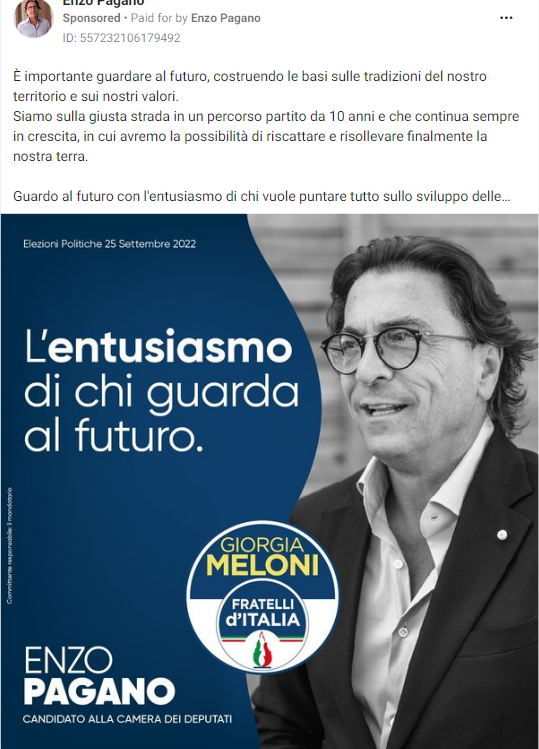 Enzo Pagano
Sponsored • Paid for by Enzo Pagano
ID: 557232106179492
È importante guardare al futuro, costruendo le basi sulle tradizioni del nostro
territorio e sui nostri valori.
Siamo sulla giusta strada in un percorso partito da 10 anni e che continua sempre
in crescita, in cui avremo la possibilità di riscattare e risollevare finalmente la
nostra terra.
Guardo al futuro con l'entusiasmo di chi vuole puntare tutto sullo sviluppo delle...
Elezioni Politiche 25 Settembre 2022
L'entusiasmo
di chi guarda
al futuro.
Committente responsabile: il mandatario
GIORGIA
MELONI
FRATELLI
d'ITALIA
ENZO
PAGANO
CANDIDATO ALLA CAMERA DEI DEPUTATI